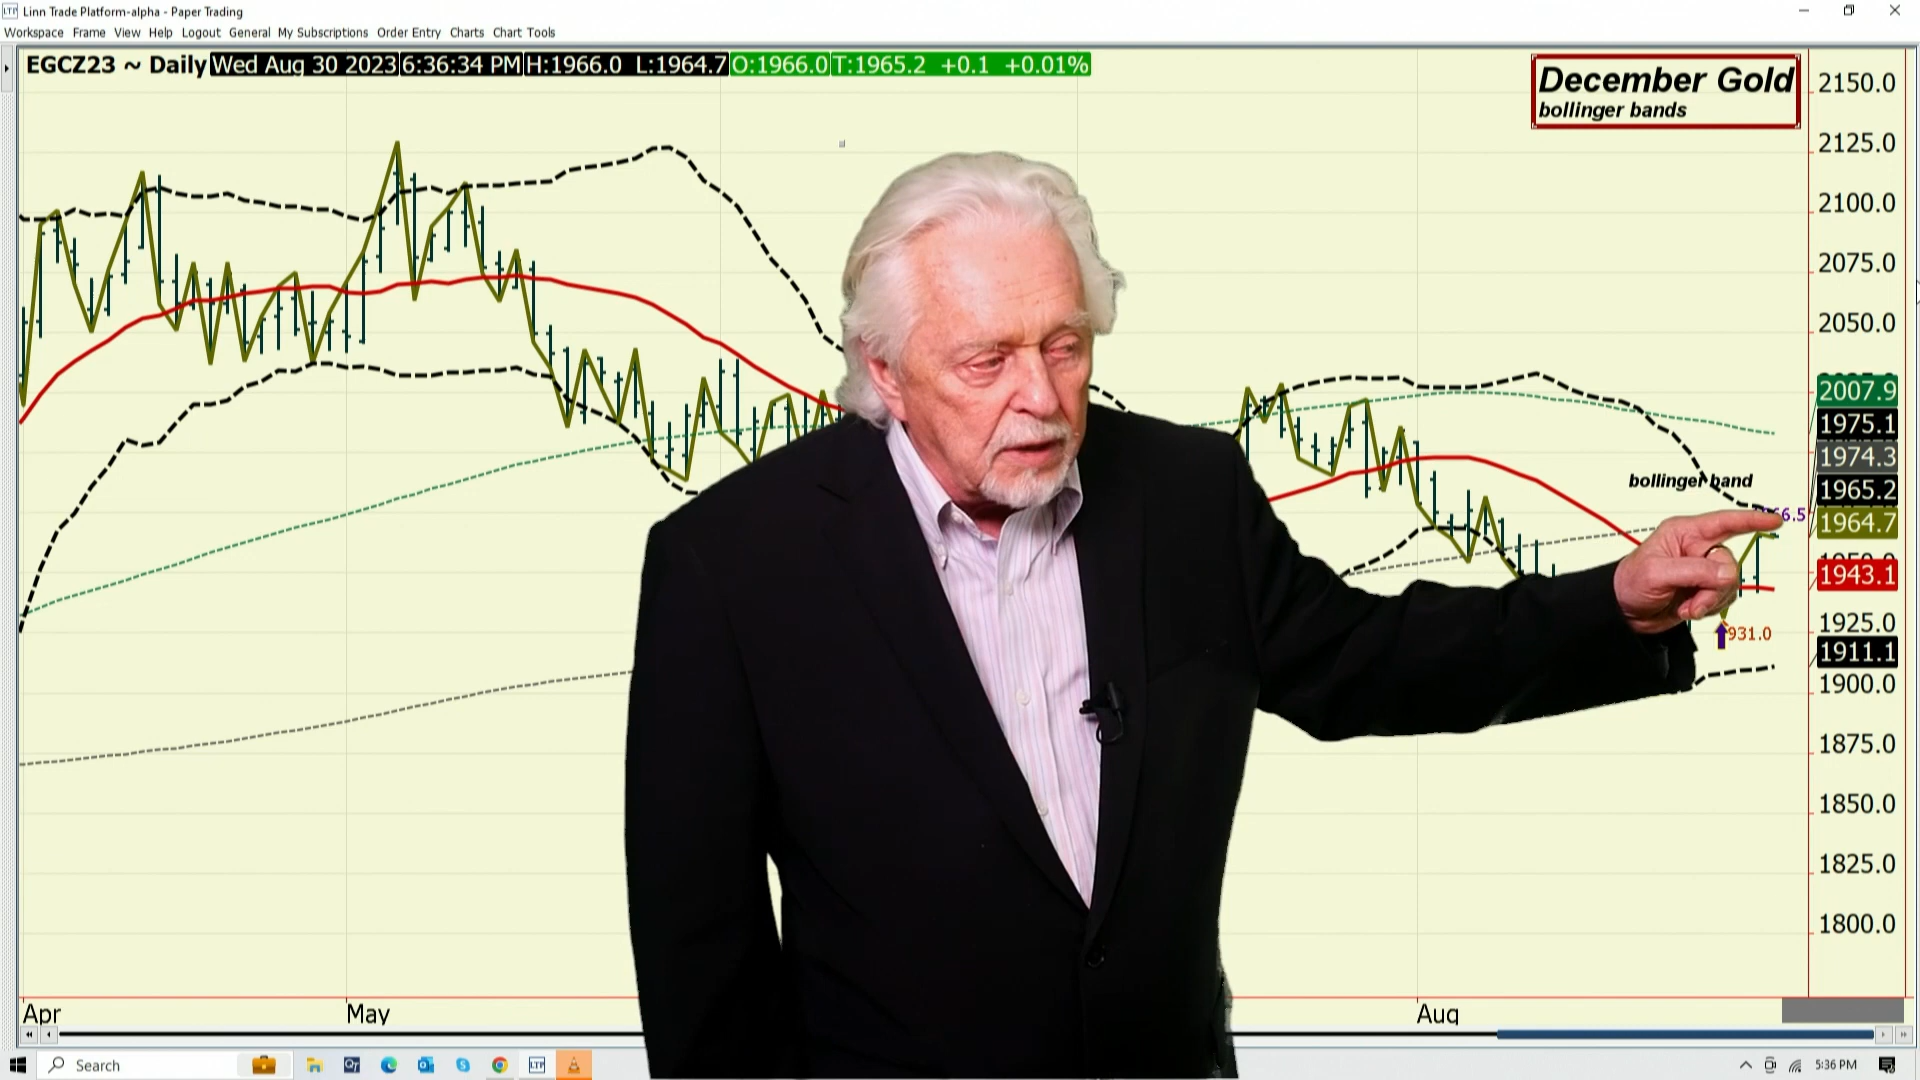 Linn Trade Platform-alpha - Paper Trading
Workspace Frame View Help Logout General My Subscriptions Order Entry Charts Chart Tools
EGCZ23 ~ Daily Wed Aug 30 2023 6:36:34 PM H:1966.0 L:1964.7 O:1966.0 T:1965.2 +0.1 +0.01%
December Gold
bollinger bands
2150.0
2125.0
2100.0
2075.0
2050.0
2007.9
1975.1
1974.3
bollinger band
1965.2
6.5
1964.7
1943.1
1925.0
931.0
1911.1
1900.0
1875.0
1850.0
1825.0
1800.0
Apr May Aug
Search
5:36 PM